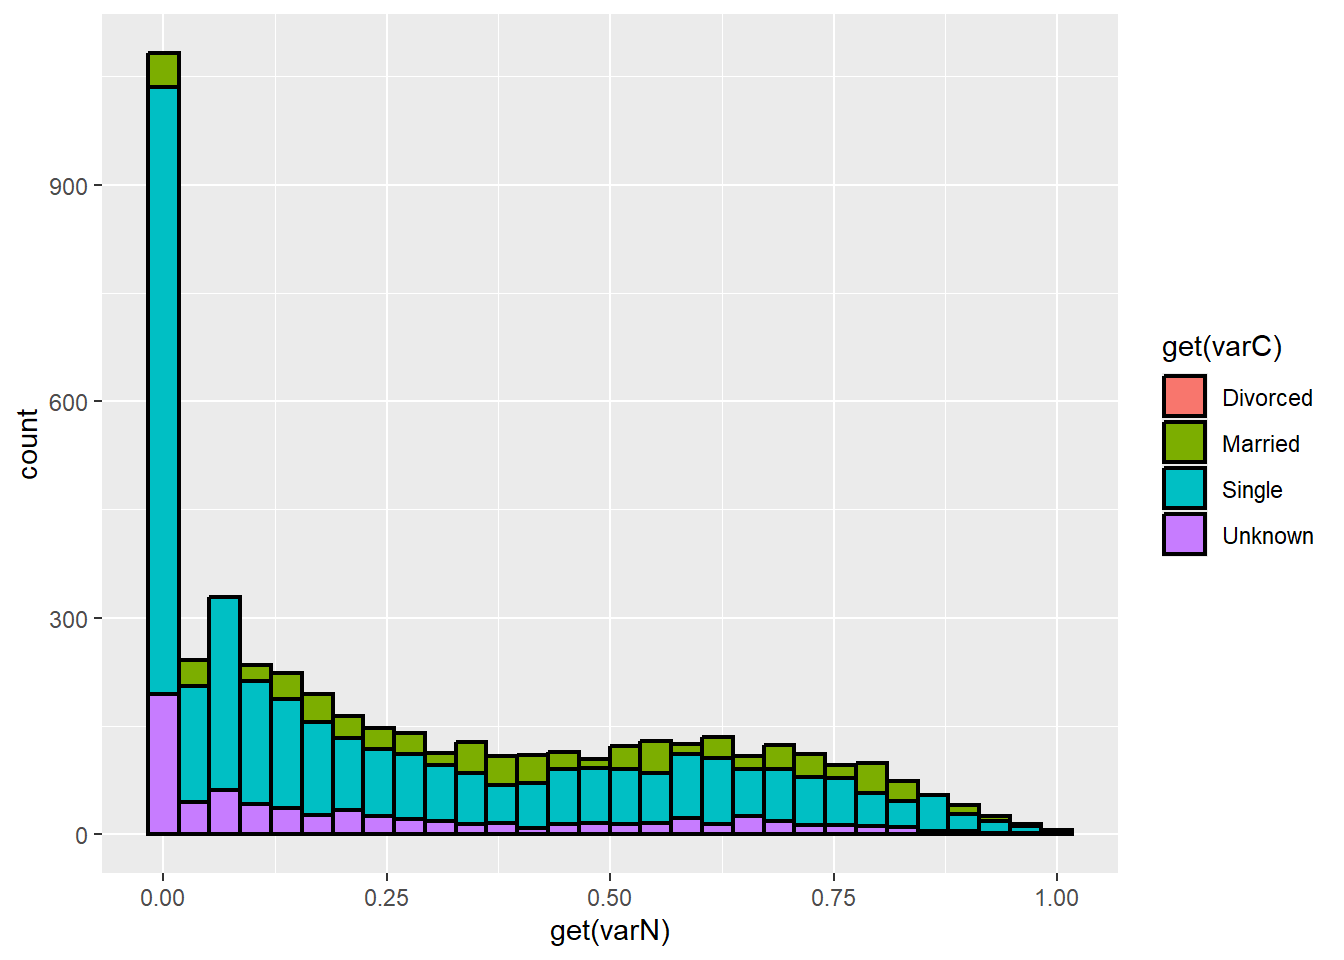 count
900
600
300
0
0.00
0.25
0.50
0.75
1.00
get(varN)
get(varC)
Divorced
Married
Single
Unknown